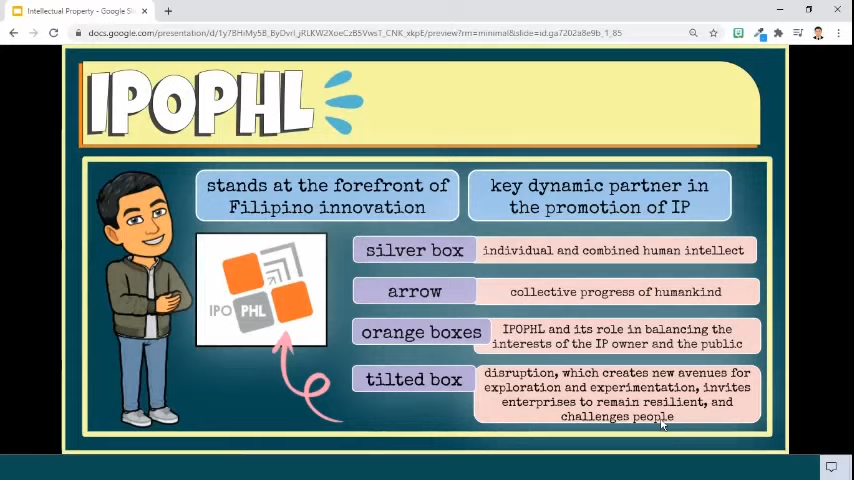 Intellectual Property - Google Sli
docs.google.com/presentation/d/1y7BHiMy5B_ByDvrl_jRLKW2XoeCzB5VwsT_CNK_xkpE/preview?rm=minimal&slide=id.ga7202a8e9b_1_85
IPOPHL
stands at the forefront of
Filipino innovation
key dynamic partner in
the promotion of IP
IPO PHL
silver box
individual and combined human intellect
arrow
collective progress of humankind
orange boxes
IPOPHL and its role in balancing the
interests of the IP owner and the public
tilted box
disruption, which creates new avenues for
exploration and experimentation, invites
enterprises to remain resilient, and
challenges people